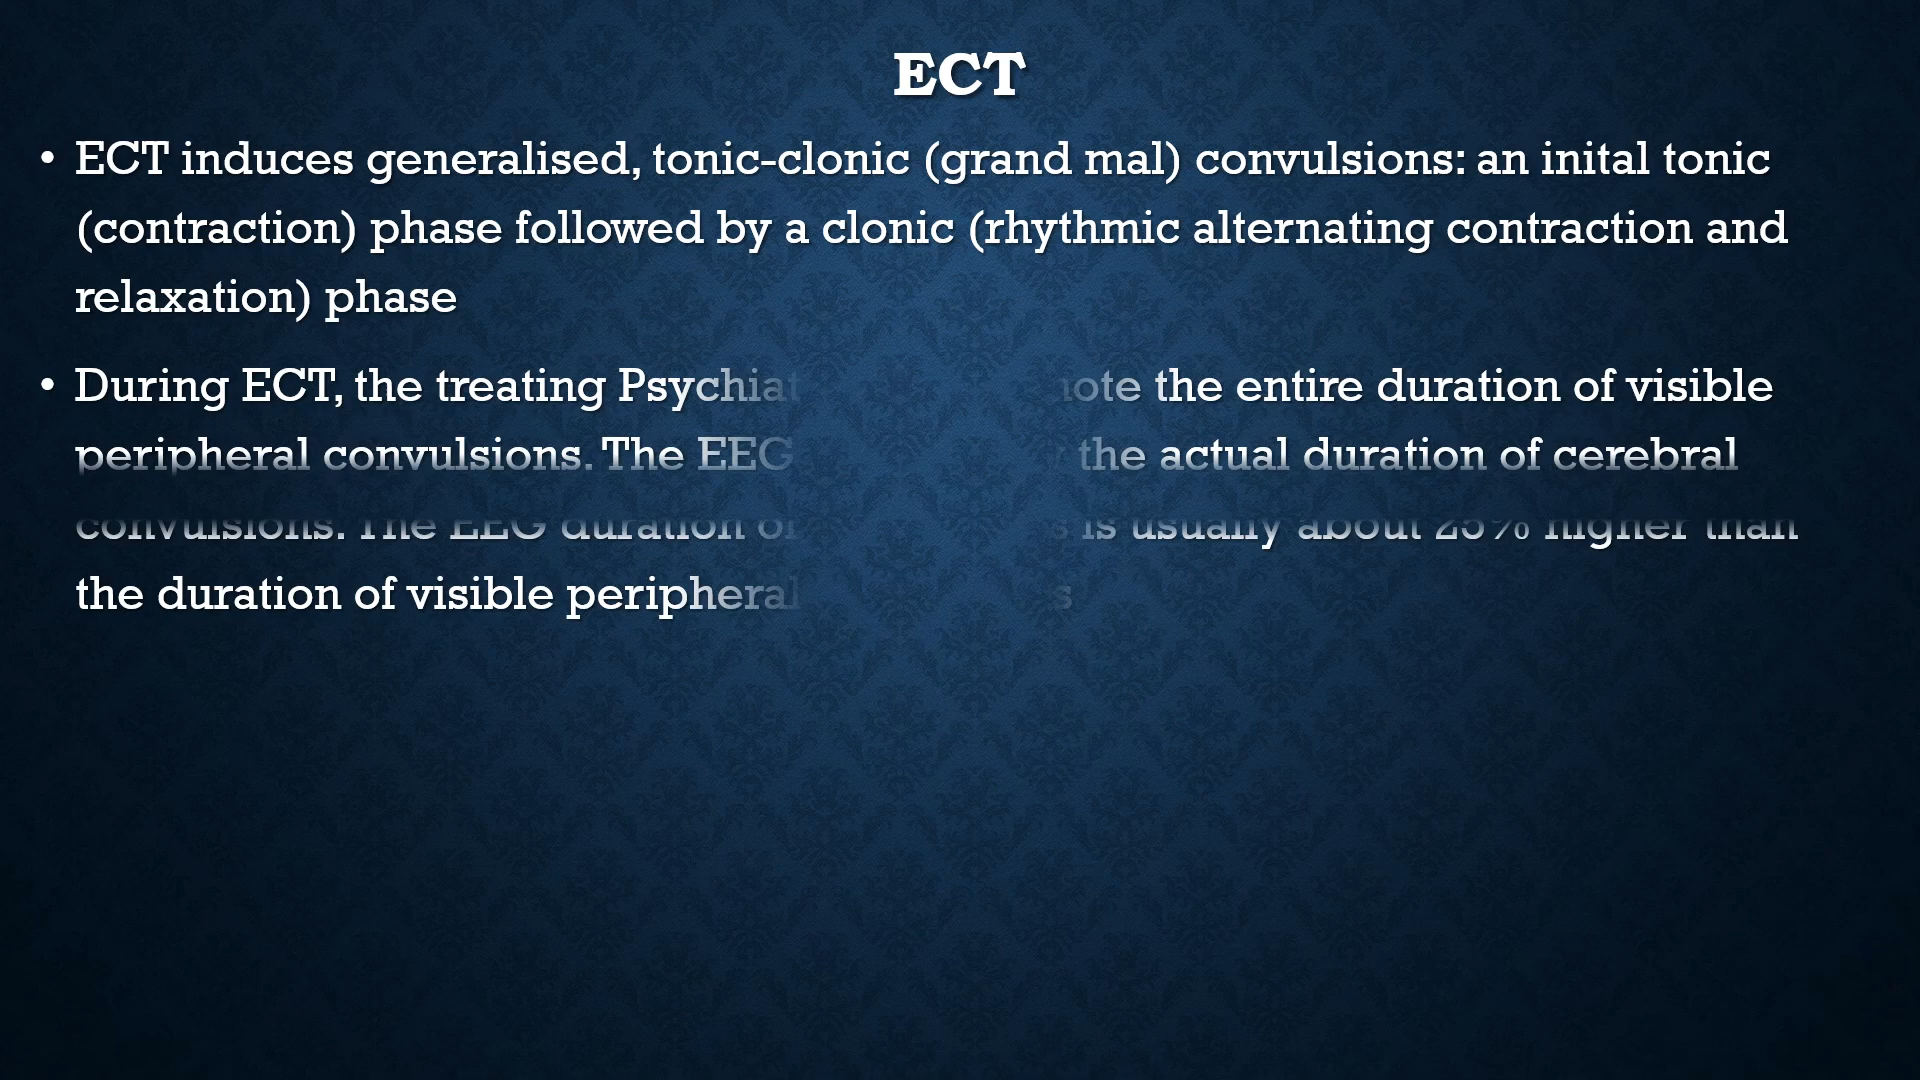 ECT
• ECT induces generalised, tonic-clonic (grand mal) convulsions: an inital tonic
(contraction) phase followed by a clonic (rhythmic alternating contraction and
relaxation) phase
• During ECT, the treating note the entire duration of visible
peripheral convulsions. The EEG the actual duration of cerebral
convulsions. The EEG duration of is usually about 25% higher than
the duration of visible peripheral